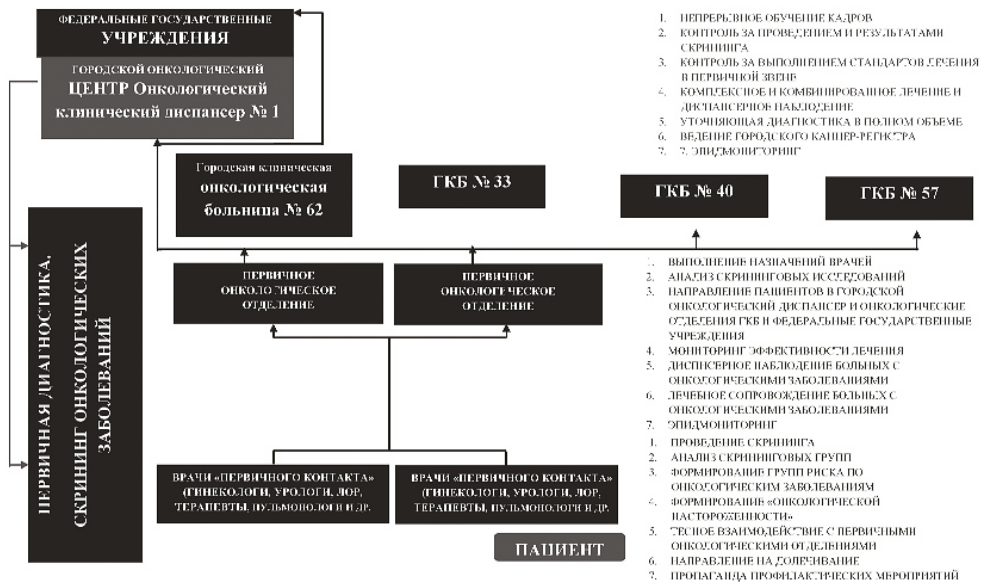 ФЕДЕРАЛЬНЫЕ ГОСУДАРСТВЕННЫЕ
УЧРЕЖДЕНИЯ
ГОРОДСКОЙ ОНКОЛОГИЧЕСКИЙ
ЦЕНТР Онкологический
клинический диспансер № 1
1. НЕПРЕРЫВНОЕ ОБУЧЕНИЕ КАДРОВ
2. КОНТРОЛЬ ЗА ПРОВЕДЕНИЕМ И РЕЗУЛЬТАТАМИ
СКРИНИНГА
3. КОНТРОЛЬ ЗА ВЫПОЛНЕНИЕМ СТАНДАРТОВ ЛЕЧЕНИЯ
В ПЕРВИЧНОЙ ЗВЕНЕ
4. КОМПЛЕКСНОЕ И КОМБИНИРОВАННОЕ ЛЕЧЕНИЕ И
ДИСПАНСЕРНОЕ НАБЛЮДЕНИЕ
5. УТОЧНЯЮЩАЯ ДИАГНОСТИКА В ПОЛНОМ ОБЪЕМЕ
6. ВЕДЕНИЕ ГОРОДСКОГО КАНЦЕР-РЕГИСТРА
7. 7. ЭПИДМОНИТОРИНГ
Городская клиническая
онкологическая
больница № 62
ГКБ № 33
ГКБ № 40
ГКБ № 57
ПЕРВИЧНАЯ ДИАГНОСТИКА,
СКРИНИНГ ОНКОЛОГИЧЕСКИХ
ЗАБОЛЕВАНИЙ
ПЕРВИЧНОЕ
ОНКОЛОГИЧЕСКОЕ
ОТДЕЛЕНИЕ
ПЕРВИЧНОЕ
ОНКОЛОГИЧЕСКОЕ
ОТДЕЛЕНИЕ
1. ВЫПОЛНЕНИЕ НАЗНАЧЕНИЙ ВРАЧЕЙ
2. АНАЛИЗ СКРИНИНГОВЫХ ИССЛЕДОВАНИЙ
3. НАПРАВЛЕНИЕ ПАЦИЕНТОВ В ГОРОДСКОЙ
ОНКОЛОГИЧЕСКИЙ ДИСПАНСЕР И ОНКОЛОГИЧЕСКИЕ
ОТДЕЛЕНИЯ ГКБ И ФЕДЕРАЛЬНЫЕ ГОСУДАРСТВЕННЫЕ
УЧРЕЖДЕНИЯ
4. МОНИТОРИНГ ЭФФЕКТИВНОСТИ ЛЕЧЕНИЯ
5. ДИСПНСЕРНОЕ НАБЛЮДЕНИЕ БОЛЬНЫХ С
ОНКОЛОГИЧЕСКИМИ ЗАБОЛЕВАНИЯМИ
6. ЛЕЧЕБНОЕ СОПРОВОЖДЕНИЕ БОЛЬНЫХ С
ОНКОЛОГИЧЕСКИМИ ЗАБОЛЕВАНИЯМИ
7. ЭПИДМОНИТОРИНГ
1. ПРОВЕДЕНИЕ СКРИНИНГА
2. АНАЛИЗ СКРИНИНГОВЫХ ГРУПП
3. ФОРМИРОВАНИЕ ГРУПП РИСКА ПО
ОНКОЛОГИЧЕСКИМ ЗАБОЛЕВАНИЯМ
4. ФОРМИРОВАНИЕ «ОНКОЛОГИЧЕСКОЙ
НАСТОРОЖЕННОСТИ»
5. ТЕСНОЕ ВЗАИМОДЕЙСТВИЕ С ПЕРВИЧНЫМИ
ОНКОЛОГИЧЕСКИМИ ОТДЕЛЕНИЯМИ
6. НАПРАВЛЕНИЕ НА ДОЛЕЧИВАНИЕ
7. ПРОПАГАНДА ПРОФИЛАКТИЧЕСКИХ МЕРОПРИЯТИЙ
ВРАЧИ «ПЕРВИЧНОГО КОНТАКТА»
(ГИНЕКОЛОГИ, УРОЛОГИ, ЛОР,
ТЕРАПЕВТЫ, ПУЛЬМОНОЛОГИ И ДР.
ВРАЧИ «ПЕРВИЧНОГО КОНТАКТА»
(ГИНЕКОЛОГИ, УРОЛОГИ, ЛОР,
ТЕРАПЕВТЫ, ПУЛЬМОНОЛОГИ И ДР.
ПАЦИЕНТ